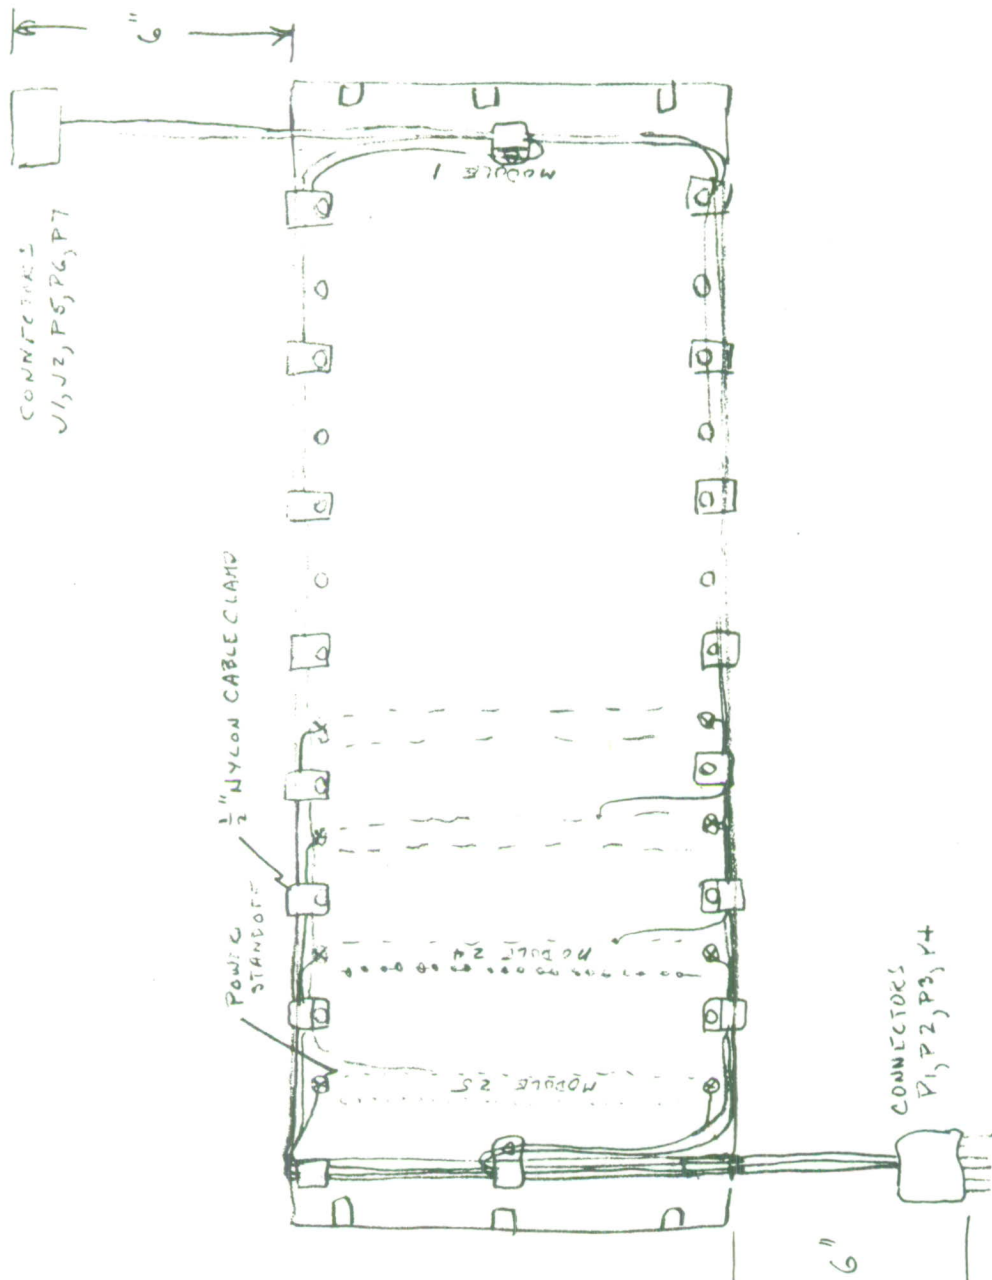 6"
CONNECTORS
J1, J2, P5, P6, P7
MODULE 1
1/2" NYLON CABLE CLAMP
POWER
STANDOFF
MODULE 24
MODULE 25
CONNECTORS
P1, P2, P3, P4
6"